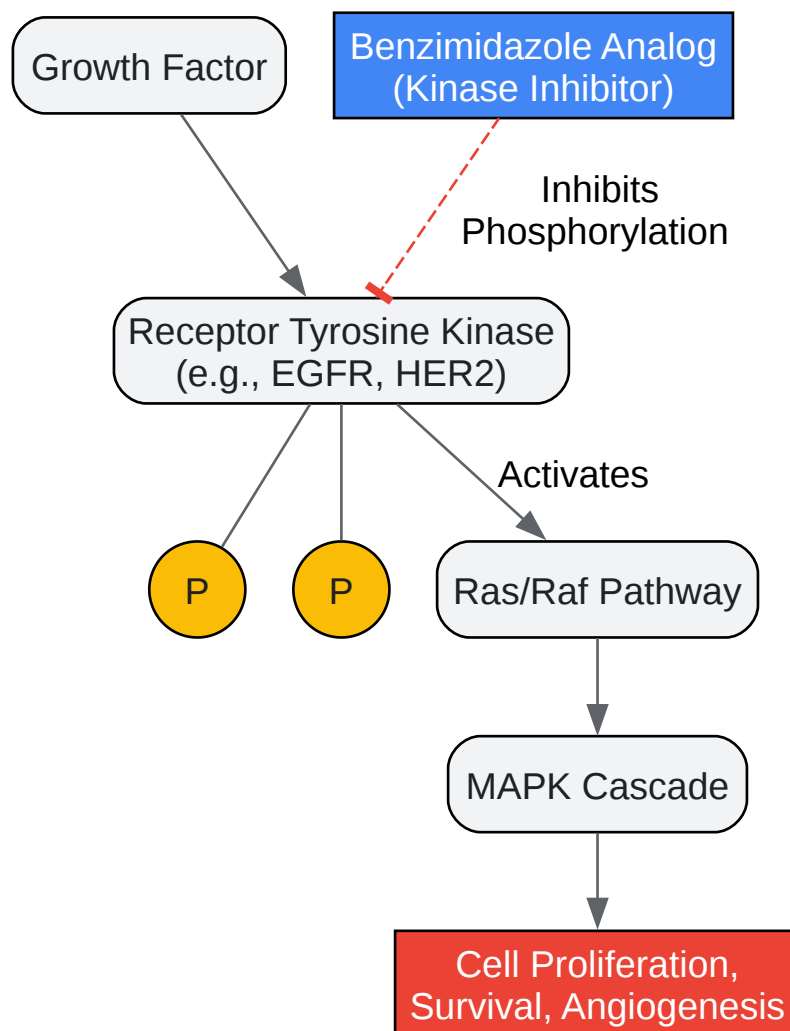 Growth Factor
Benzimidazole Analog
(Kinase Inhibitor)
Inhibits
Phosphorylation
Receptor Tyrosine Kinase
(e.g., EGFR, HER2)
Activates
P
P
Ras/Raf Pathway
MAPK Cascade
Cell Proliferation,
Survival, Angiogenesis